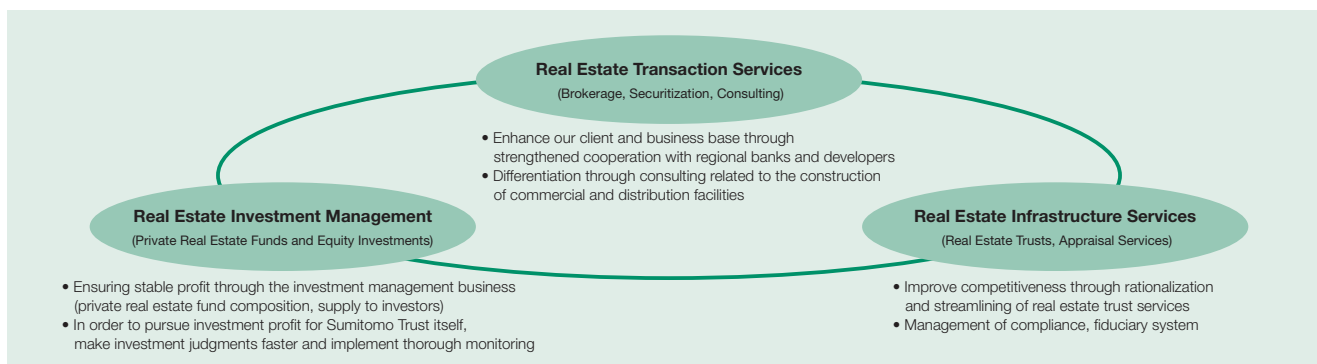 Real Estate Transaction Services
(Brokerage, Securitization, Consulting)
• Enhance our client and business base through
strengthened cooperation with regional banks and developers
• Differentiation through consulting related to the construction
of commercial and distribution facilities
Real Estate Investment Management
(Private Real Estate Funds and Equity Investments)
• Ensuring stable profit through the investment management business
(private real estate fund composition, supply to investors)
• In order to pursue investment profit for Sumitomo Trust itself,
make investment judgments faster and implement thorough monitoring
Real Estate Infrastructure Services
(Real Estate Trusts, Appraisal Services)
• Improve competitiveness through rationalization
and streamlining of real estate trust services
• Management of compliance, fiduciary system